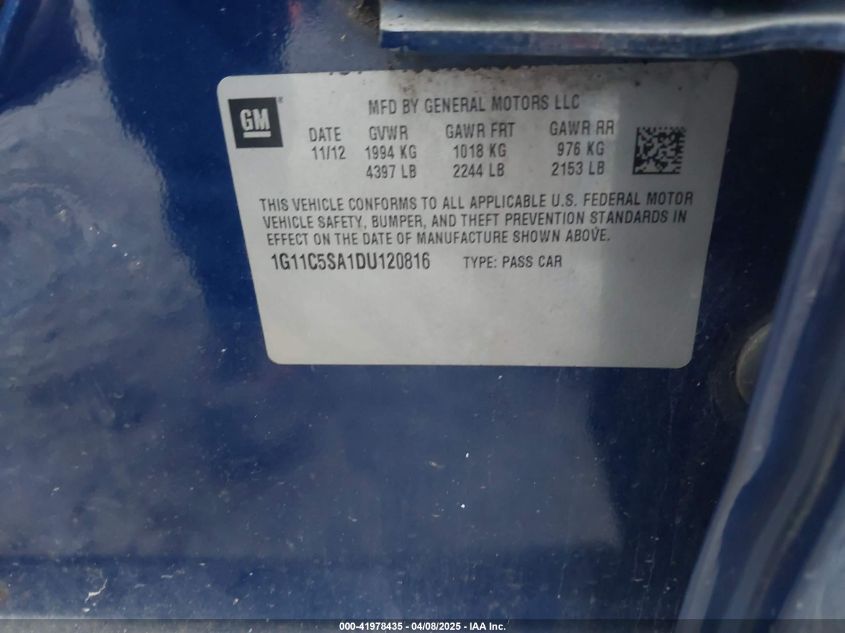 GM
MFD BY GENERAL MOTORS LLC
DATE GVWR GAWR FRT GAWR RR
11/12 1994 KG 1018 KG 976 KG
4397 LB 2244 LB 2153 LB
THIS VEHICLE CONFORMS TO ALL APPLICABLE U.S. FEDERAL MOTOR
VEHICLE SAFETY, BUMPER, AND THEFT PREVENTION STANDARDS IN
EFFECT ON THE DATE OF MANUFACTURE SHOWN ABOVE.
1G11C5SA1DU120816 TYPE: PASS CAR
000-41978435 - 04/08/2025 - IAA Inc.